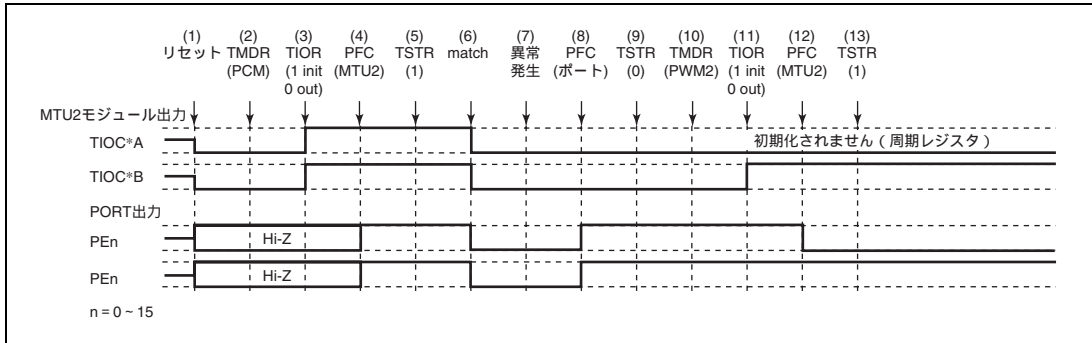 (1) (2) (3) (4) (5) (6) (7) (8) (9) (10) (11) (12) (13)
リセット TMDR TIOR PFC TSTR match 異常 PFC TSTR TMDR TIOR PFC TSTR
(PCM) (1 init (MTU2) (1) 発生 (ポート) (0) (PWM2) (1 init (MTU2) (1)
0 out) 0 out)
MTU2モジュール出力
TIOC*A 初期化されません ( 周期レジスタ )
TIOC*B
PORT出力
PEn Hi-Z
PEn Hi-Z
n = 0 ~ 15